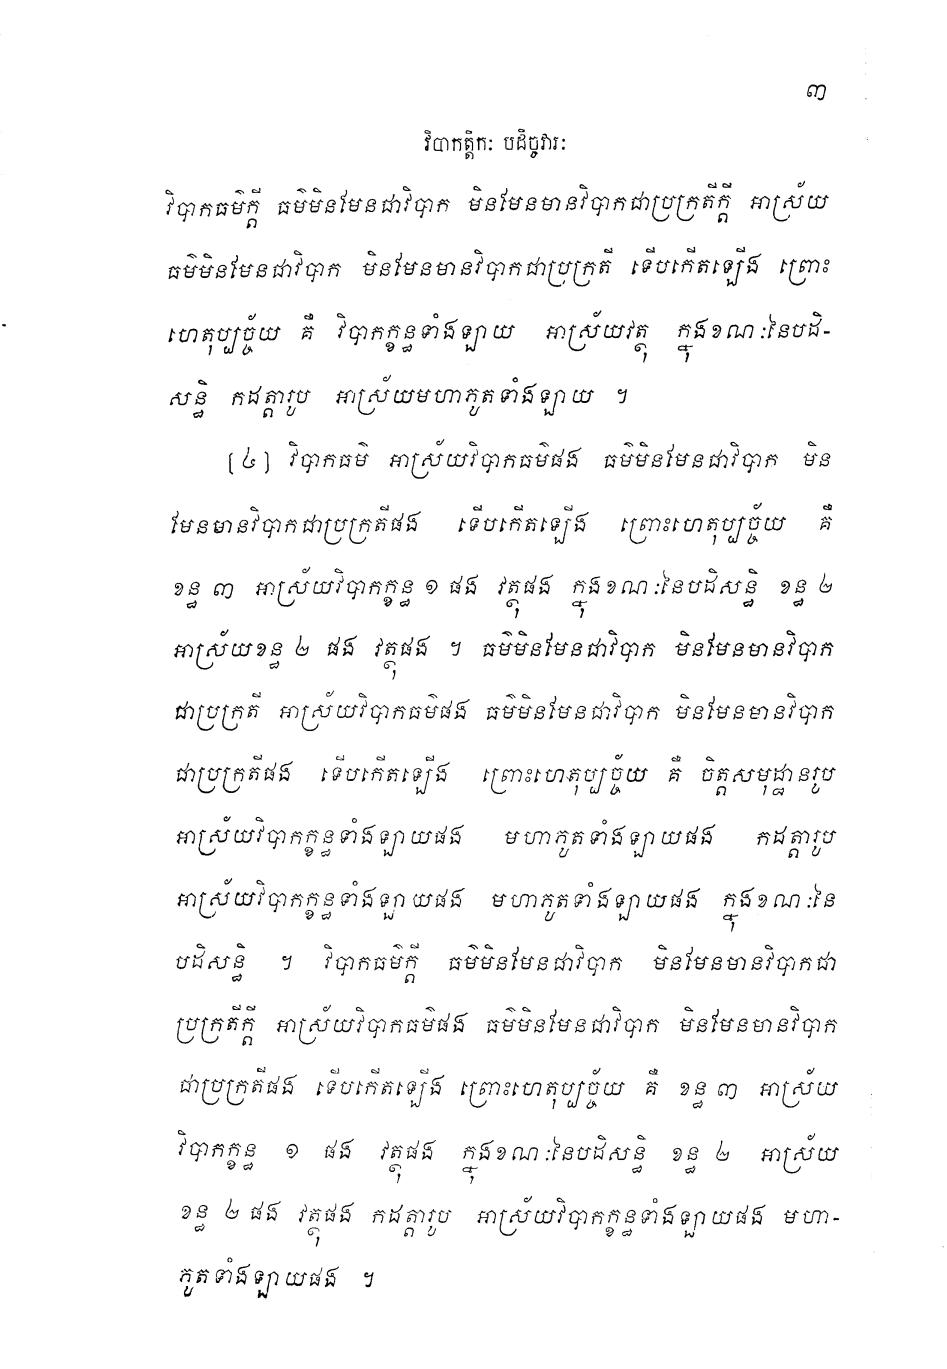 ៣
វិបាកត្តិកៈ បដិច្ចវារៈ
វិបាកធម៌ក្តី ធម៌មិនមែនជាវិបាក មិនមែនមានវិបាកជាប្រក្រតីក្តី អាស្រ័យ
ធម៌មិនមែនជាវិបាក មិនមែនមានវិបាកជាប្រក្រតី ទើបកើតឡើង ព្រោះ
ហេតុប្បច្ច័យ គឺ វិបាកក្ខន្ធទាំងឡាយ អាស្រ័យវត្ថុ ក្នុងខណៈនៃបដិ-
សន្ធិ កដត្តារូប អាស្រ័យមហាភូតទាំងឡាយ ។
[៤] វិបាកធម៌ អាស្រ័យវិបាកធម៌ផង ធម៌មិនមែនជាវិបាក មិន
មែនមានវិបាកជាប្រក្រតីផង ទើបកើតឡើង ព្រោះហេតុប្បច្ច័យ គឺ
ខន្ធ ៣ អាស្រ័យវិបាកក្ខន្ធ ១ ផង វត្ថុផង ក្នុងខណៈនៃបដិសន្ធិ ខន្ធ ២
អាស្រ័យខន្ធ ២ ផង វត្ថុផង ។ ធម៌មិនមែនជាវិបាក មិនមែនមានវិបាក
ជាប្រក្រតី អាស្រ័យវិបាកធម៌ផង ធម៌មិនមែនជាវិបាក មិនមែនមានវិបាក
ជាប្រក្រតីផង ទើបកើតឡើង ព្រោះហេតុប្បច្ច័យ គឺ ចិត្តសមុដ្ឋានរូប
អាស្រ័យវិបាកក្ខន្ធទាំងឡាយផង មហាភូតទាំងឡាយផង កដត្តារូប
អាស្រ័យវិបាកក្ខន្ធទាំងឡាយផង មហាភូតទាំងឡាយផង ក្នុងខណៈនៃ
បដិសន្ធិ ។ វិបាកធម៌ក្តី ធម៌មិនមែនជាវិបាក មិនមែនមានវិបាកជា
ប្រក្រតីក្តី អាស្រ័យវិបាកធម៌ផង ធម៌មិនមែនជាវិបាក មិនមែនមានវិបាក
ជាប្រក្រតីផង ទើបកើតឡើង ព្រោះហេតុប្បច្ច័យ គឺ ខន្ធ ៣ អាស្រ័យ
វិបាកក្ខន្ធ ១ ផង វត្ថុផង ក្នុងខណៈនៃបដិសន្ធិ ខន្ធ ២ អាស្រ័យ
ខន្ធ ២ ផង វត្ថុផង កដត្តារូប អាស្រ័យវិបាកក្ខន្ធទាំងឡាយផង មហា-
ភូតទាំងឡាយផង ។